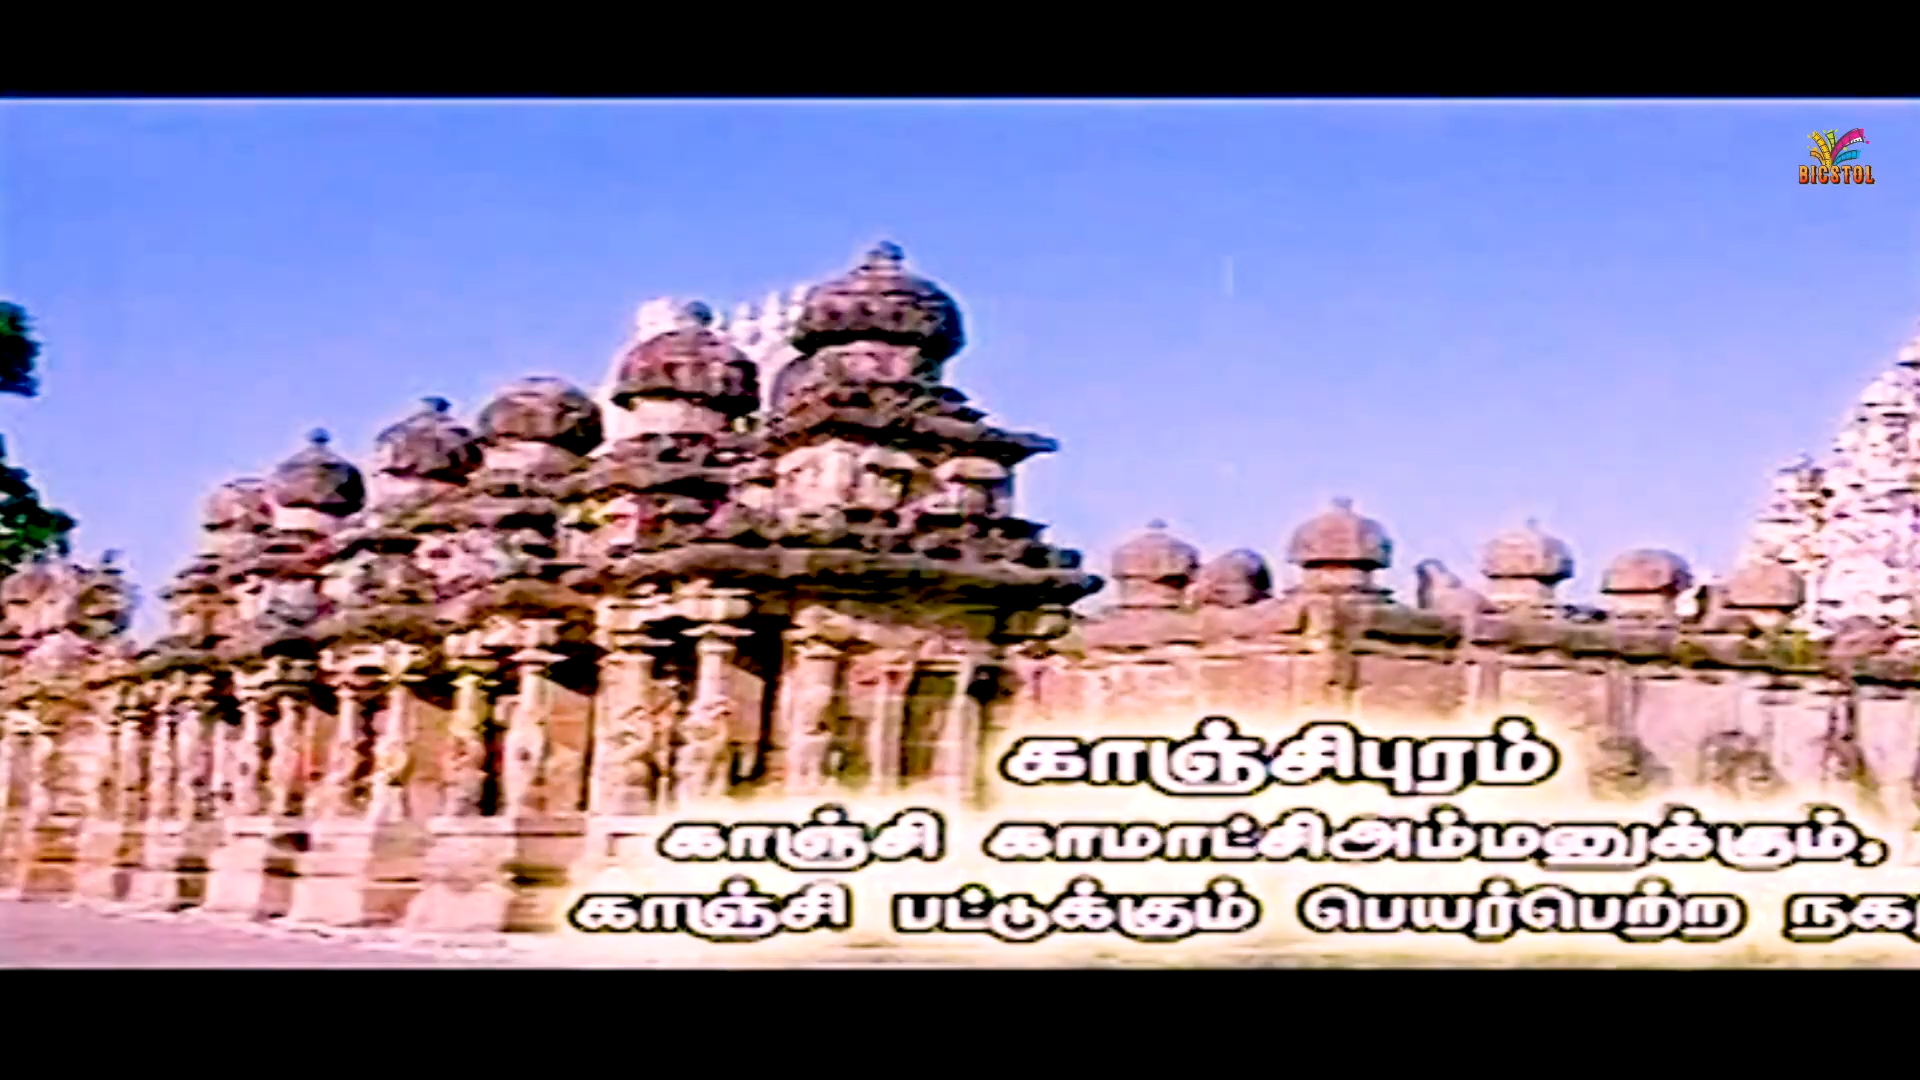 BICSTOL
காஞ்சிபுரம்
காஞ்சி காமாட்சிஅம்மனுக்கும்,
காஞ்சி பட்டுக்கும் பெயர்பெற்ற